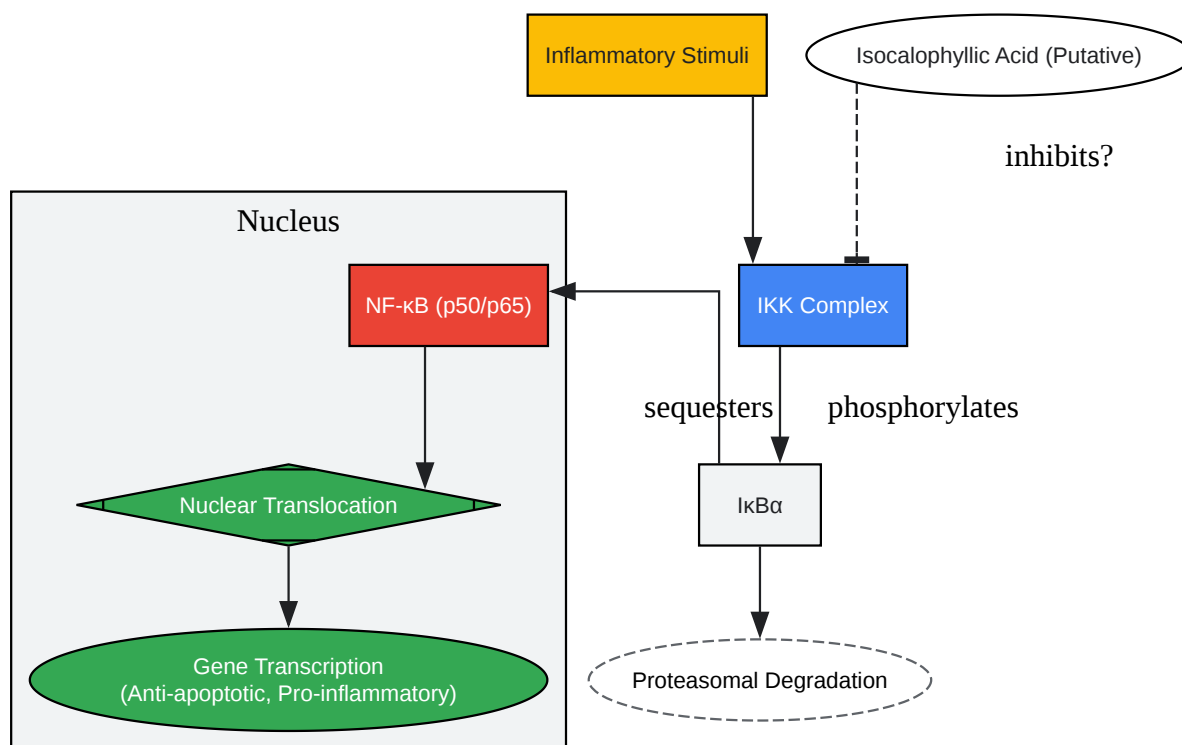 Inflammatory Stimuli
Isocalophyllic Acid (Putative)
inhibits?
Nucleus
NF-κB (p50/p65)
IKK Complex
sequesters
phosphorylates
Nuclear Translocation
IκBα
Gene Transcription
(Anti-apoptotic, Pro-inflammatory)
Proteasomal Degradation